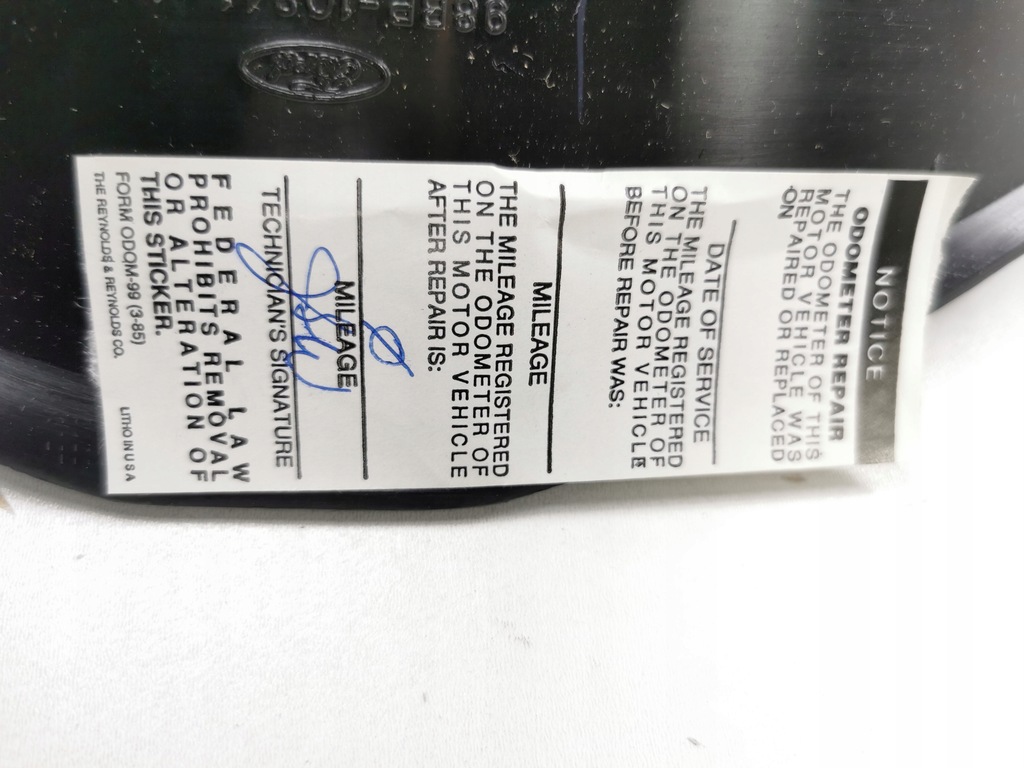 NOTICE
ODOMETER REPAIR
THE ODOMETER OF THIS
MOTOR VEHICLE WAS
REPAIRED OR REPLACED
ON
DATE OF SERVICE
THE MILEAGE REGISTERED
ON THE ODOMETER OF
THIS MOTOR VEHICLE
BEFORE REPAIR WAS:
MILEAGE
THE MILEAGE REGISTERED
ON THE ODOMETER OF
THIS MOTOR VEHICLE
AFTER REPAIR IS:
0
MILEAGE
TECHNICIAN'S SIGNATURE
FEDERAL LAW
PROHIBITS REMOVAL
OR ALTERATION OF
THIS STICKER.
FORM ODOM-99 (3-85)
THE REYNOLDS & REYNOLDS CO. LITHO IN U S A